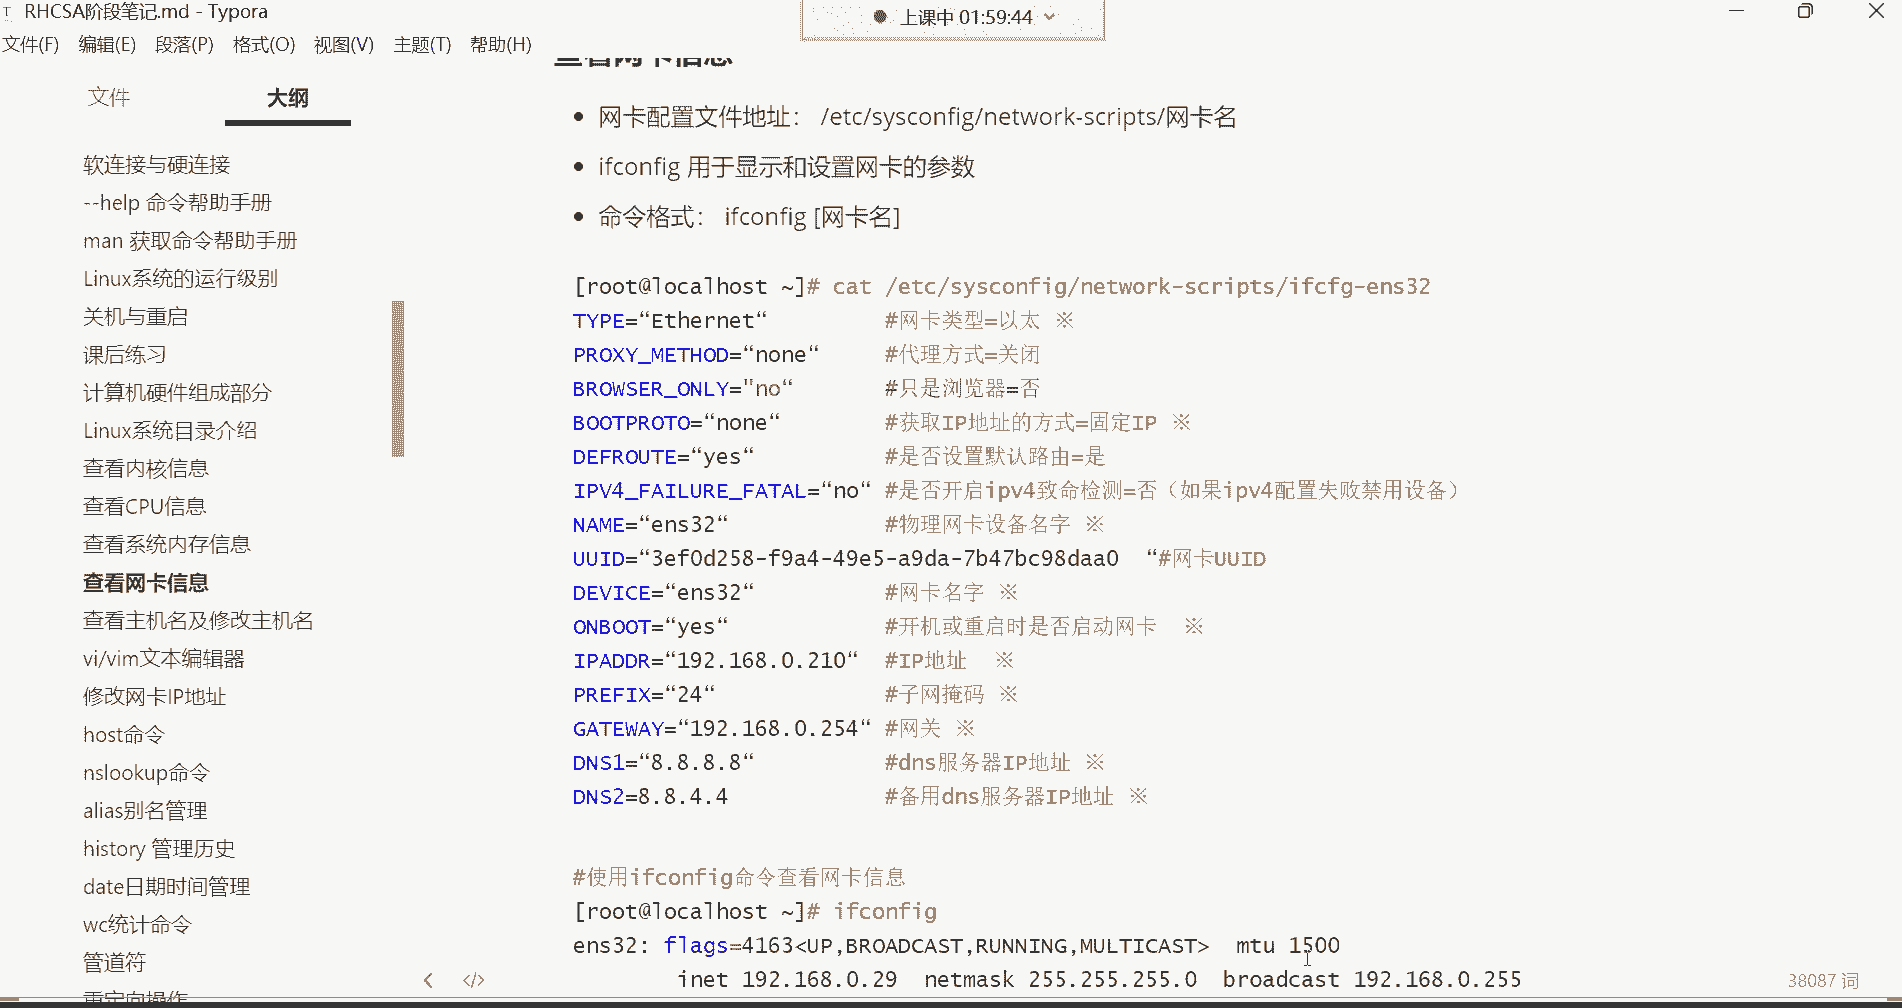 RHCSA阶段笔记.md - Typora
上课中 01:59:44
文件(F) 编辑(E) 段落(P) 格式(O) 视图(V) 主题(T) 帮助(H)
文件 大纲
软连接与硬连接
--help 命令帮助手册
man 获取命令帮助手册
Linux系统的运行级别
关机与重启
课后练习
计算机硬件组成部分
Linux系统目录介绍
查看内核信息
查看CPU信息
查看系统内存信息
查看网卡信息
查看主机名及修改主机名
vi/vim文本编辑器
修改网卡IP地址
host命令
nslookup命令
alias别名管理
history 管理历史
date日期时间管理
wc统计命令
管道符
重定向操作
查看网卡信息
网卡配置文件地址： /etc/sysconfig/network-scripts/网卡名
ifconfig 用于显示和设置网卡的参数
命令格式： ifconfig [网卡名]
[root@localhost ~]# cat /etc/sysconfig/network-scripts/ifcfg-ens32
TYPE=“Ethernet“ #网卡类型=以太 ※
PROXY_METHOD=“none“ #代理方式=关闭
BROWSER_ONLY="no“ #只是浏览器=否
BOOTPROTO=“none“ #获取IP地址的方式=固定IP ※
DEFROUTE=“yes“ #是否设置默认路由=是
IPV4_FAILURE_FATAL=“no“ #是否开启ipv4致命检测=否（如果ipv4配置失败禁用设备）
NAME=“ens32“ #物理网卡设备名字 ※
UUID=“3ef0d258-f9a4-49e5-a9da-7b47bc98daa0 “#网卡UUID
DEVICE=“ens32“ #网卡名字 ※
ONBOOT=“yes“ #开机或重启时是否启动网卡 ※
IPADDR=“192.168.0.210“ #IP地址 ※
PREFIX=“24“ #子网掩码 ※
GATEWAY=“192.168.0.254“ #网关 ※
DNS1=“8.8.8.8“ #dns服务器IP地址 ※
DNS2=8.8.4.4 #备用dns服务器IP地址 ※
#使用ifconfig命令查看网卡信息
[root@localhost ~]# ifconfig
ens32: flags=4163<UP,BROADCAST,RUNNING,MULTICAST> mtu 1500
inet 192.168.0.29 netmask 255.255.255.0 broadcast 192.168.0.255
38087 词